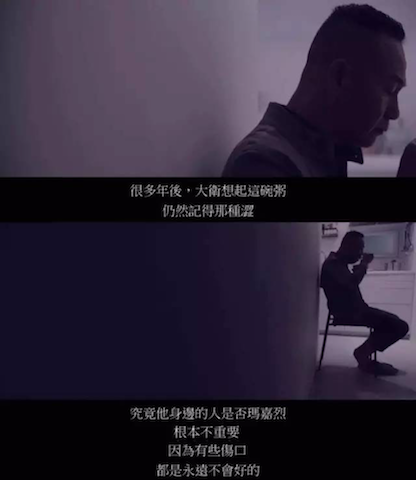 很多年後，大衛想起這碗粥
仍然記得那種澀
究竟他身邊的人是否瑪嘉烈
根本不重要
因為有些傷口
都是永遠不會好的